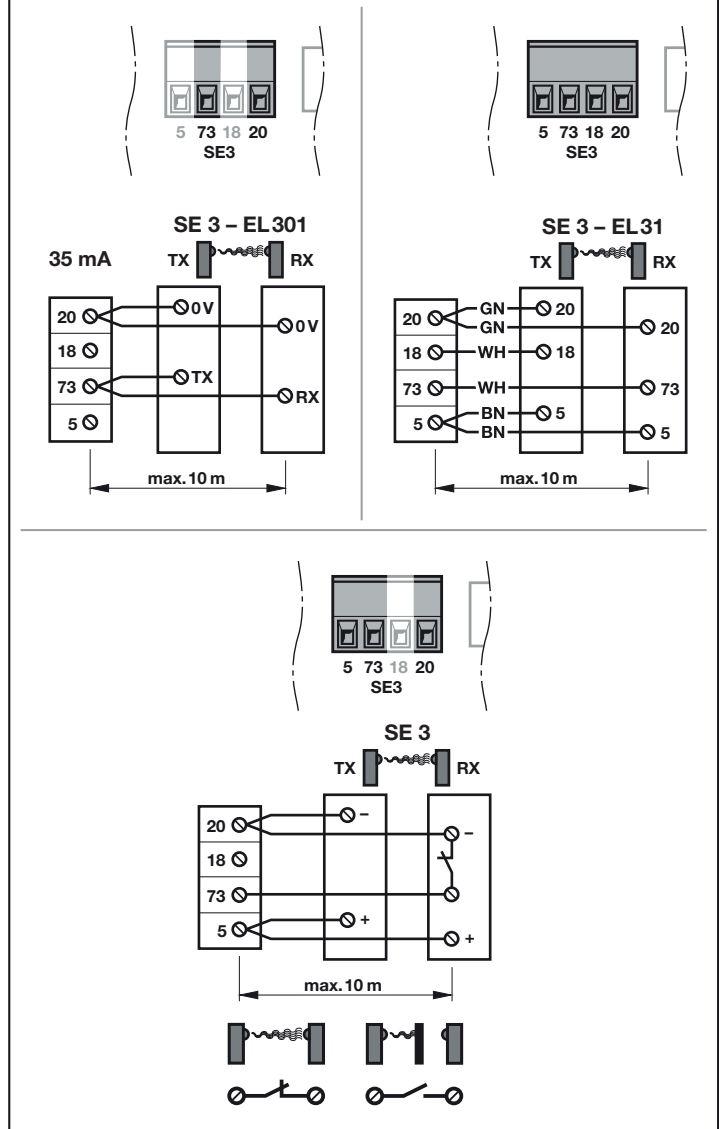 5 73 18 20
SE3
SE 3 – EL301
35 mA
TX
RX
20
18
73
5
0 V
TX
0 V
RX
max. 10 m
5 73 18 20
SE3
SE 3 – EL31
TX
RX
20
18
73
5
GN
GN
WH
WH
BN
BN
20
18
5
20
73
5
max. 10 m
5 73 18 20
SE3
SE 3
TX
RX
20
18
73
5
–
+
–
+
max. 10 m